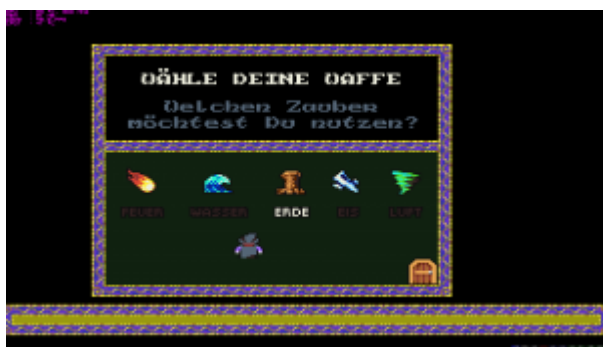 WÄHLE DEINE WAFFE
Welchen Zauber
möchtest Du nutzen?
FEUER WASSER ERDE EIS LUFT